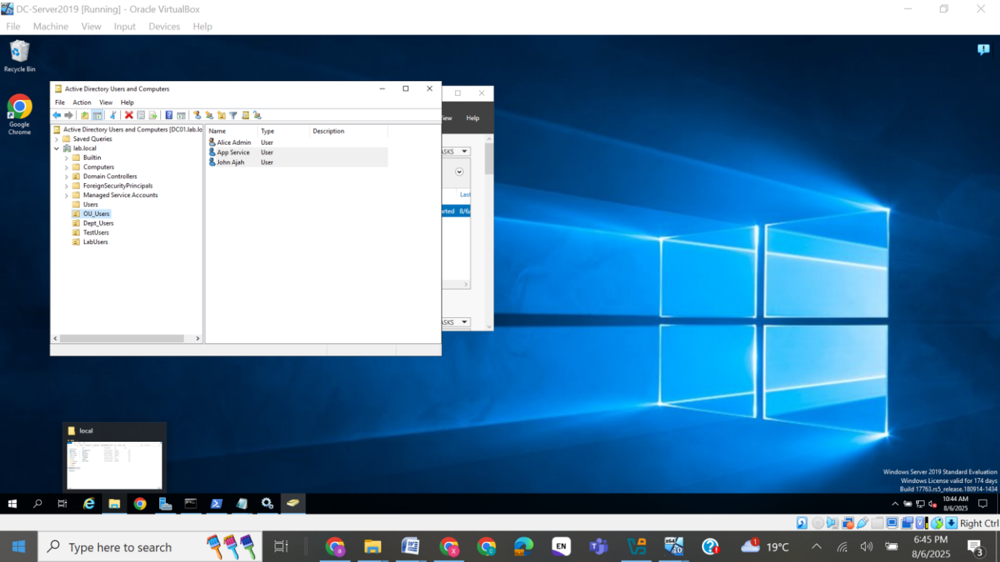 DC-Server2019 [Running] - Oracle VirtualBox
File Machine View Input Devices Help
Recycle Bin
Google
Chrome
Active Directory Users and Computers
File Action View Help
Active Directory Users and Computers [DC01.lab.lo
Saved Queries
lab.local
Builtin
Computers
Domain Controllers
ForeignSecurityPrincipals
Managed Service Accounts
Users
OU_Users
Dept_Users
TestUsers
LabUsers
Name Type Description
Alice Admin User
App Service User
John Ajah User
iew Help
ASKS
Last
arted 8/6/
ASKS
local
Windows Server 2019 Standard Evaluation
Windows License valid for 174 days
Build 17763.rs5_release.180914-1434
10:44 AM
8/6/2025
Right Ctrl
Type here to search
EN
1
19°C
6:45 PM
8/6/2025
3